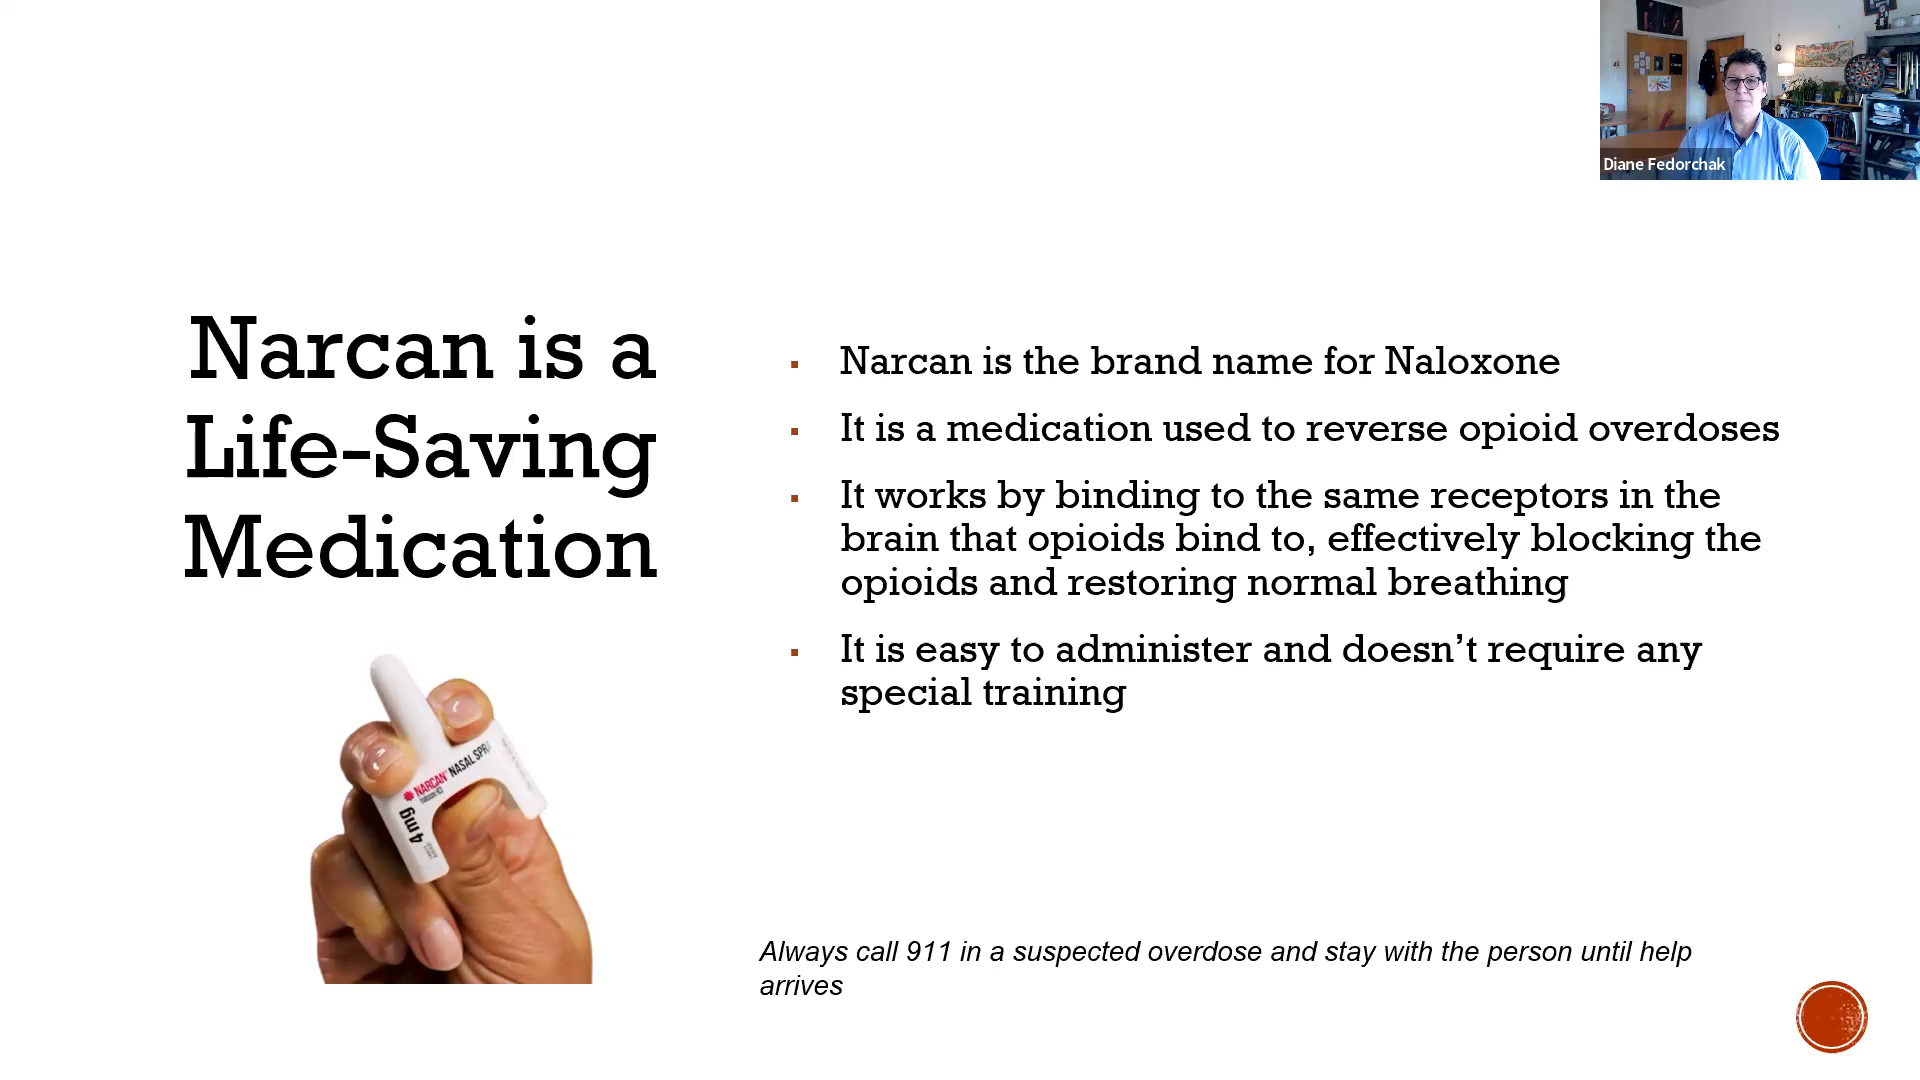 Diane Fedorchak
Narcan is a
Life-Saving
Medication
Narcan is the brand name for Naloxone
It is a medication used to reverse opioid overdoses
It works by binding to the same receptors in the
brain that opioids bind to, effectively blocking the
opioids and restoring normal breathing
It is easy to administer and doesn’t require any
special training
NARCAN NASAL SPR
4 mg
Always call 911 in a suspected overdose and stay with the person until help
arrives